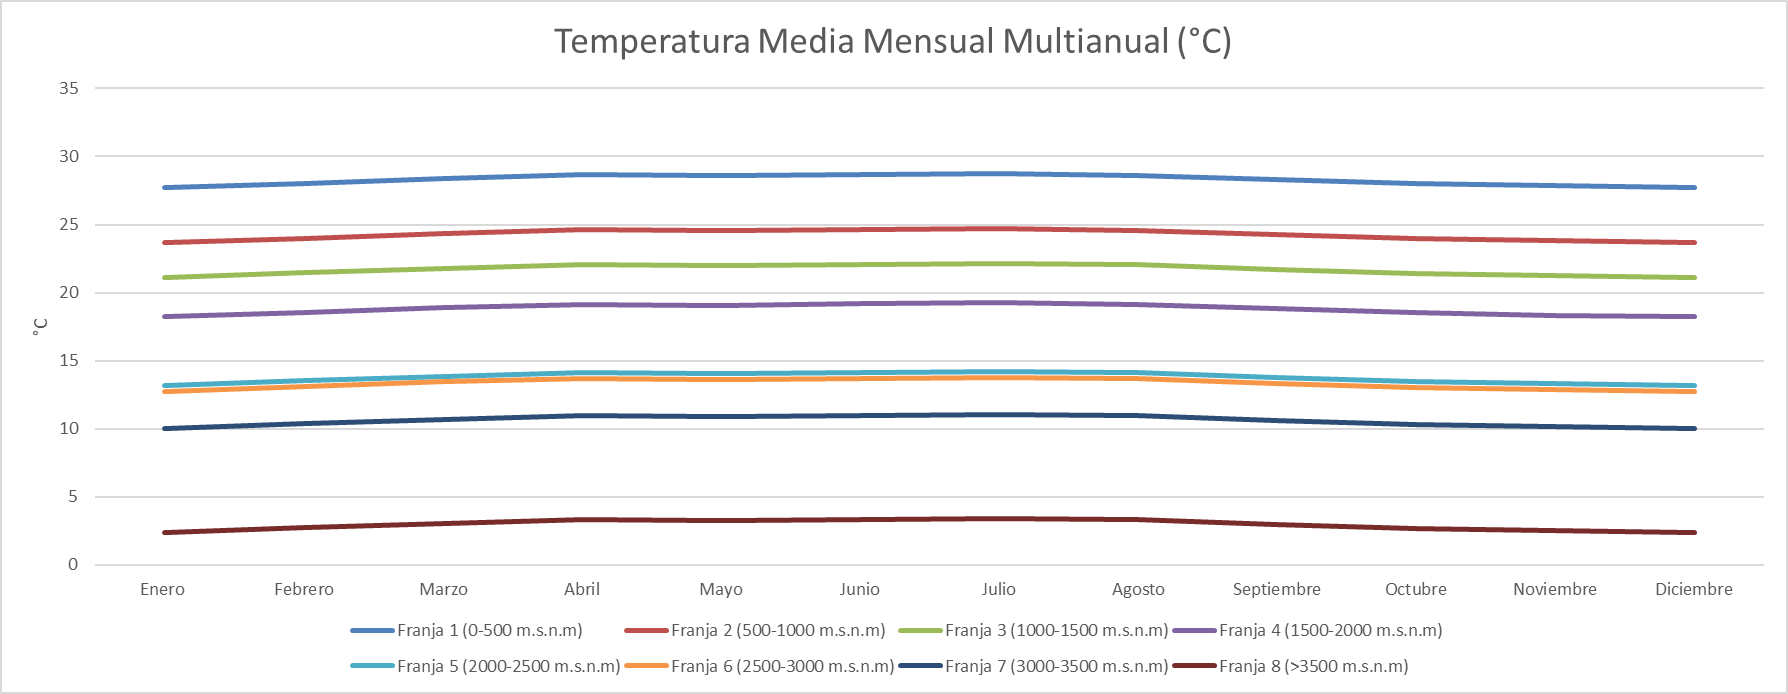 Temperatura Media Mensual Multianual (°C)
35
30
25
20
15
10
5
0
°C
Enero Febrero Marzo Abril Mayo Junio Julio Agosto Septiembre Octubre Noviembre Diciembre
Franja 1 (0-500 m.s.n.m) Franja 2 (500-1000 m.s.n.m) Franja 3 (1000-1500 m.s.n.m) Franja 4 (1500-2000 m.s.n.m)
Franja 5 (2000-2500 m.s.n.m) Franja 6 (2500-3000 m.s.n.m) Franja 7 (3000-3500 m.s.n.m) Franja 8 (>3500 m.s.n.m)